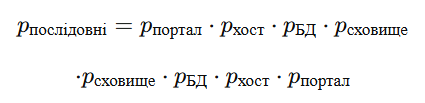 pпослідовні = pпортал · pхост · pБД · pсховище
·pсховище · pБД · pхост · pпортал